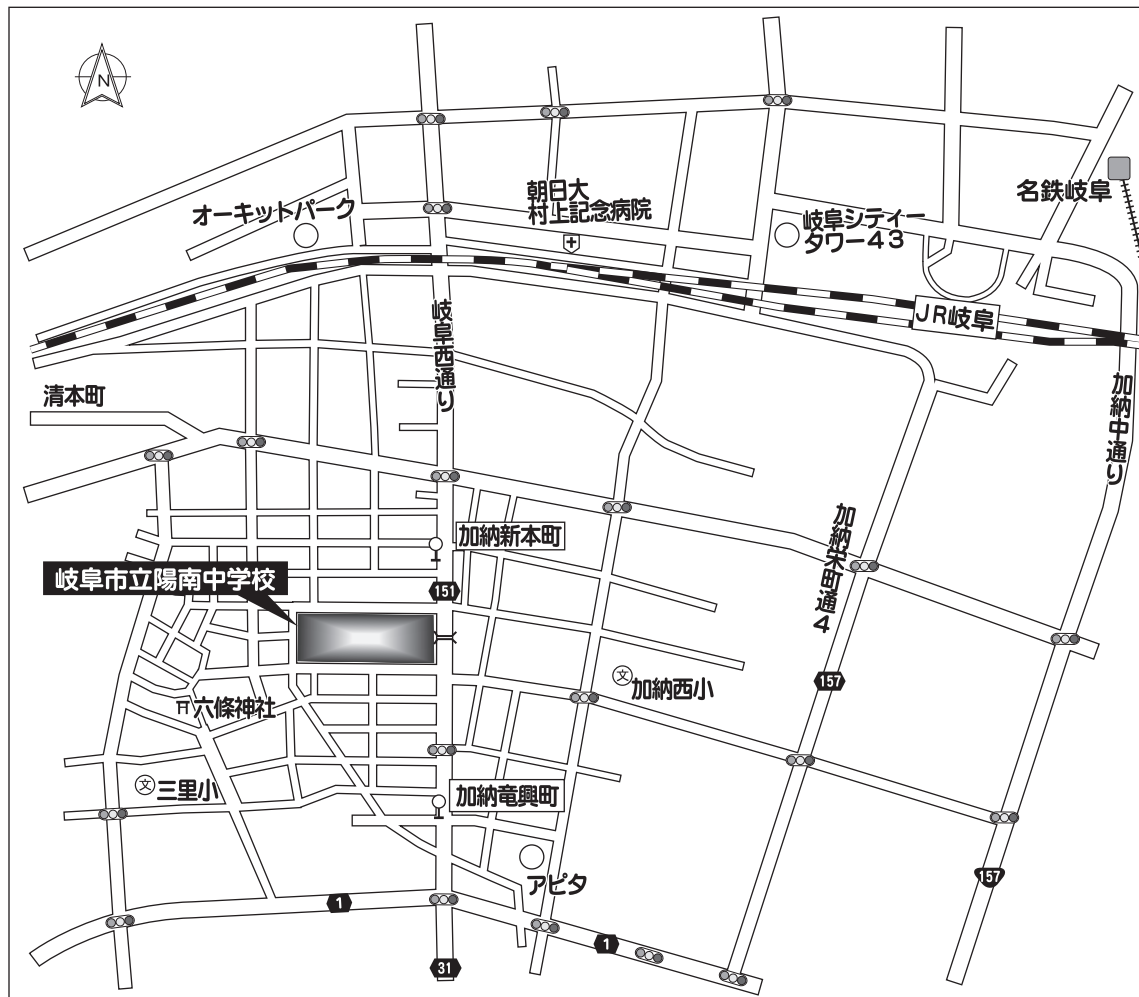 N
朝日大
村上記念病院
名鉄岐阜
オーキットパーク
岐阜シティー
タワー43
JR岐阜
岐阜西通り
清本町
加納中通り
加納新本町
加納栄町通4
岐阜市立陽南中学校
151
文
加納西小
157
六條神社
文
三里小
加納竜興町
アピタ
157
1
1
31